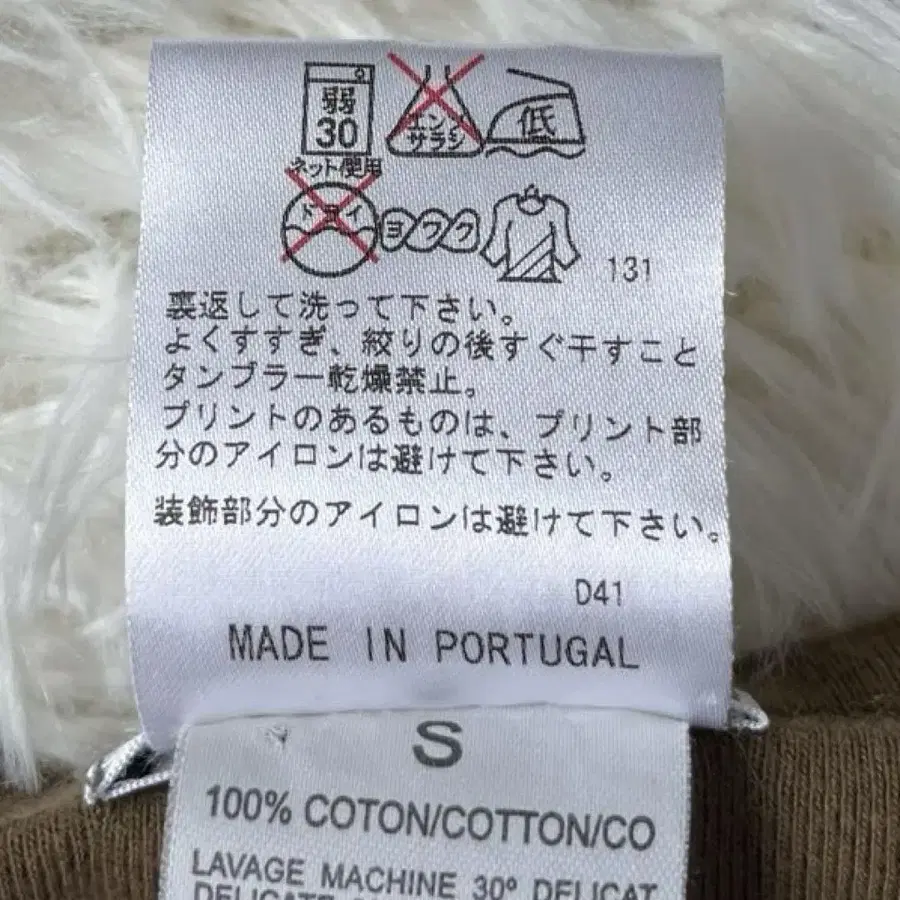 弱
30
ネット使用
エンソ
サラシ
低
ドライ
ヨワク
131
裏返して洗って下さい。
よくすすぎ、絞りの後すぐ干すこと
タンブラー乾燥禁止。
プリントのあるものは、プリント部
分のアイロンは避けて下さい。
装飾部分のアイロンは避けて下さい。
D41
MADE IN PORTUGAL
S
100% COTON/COTTON/CO
LAVAGE MACHINE 30° DELICAT